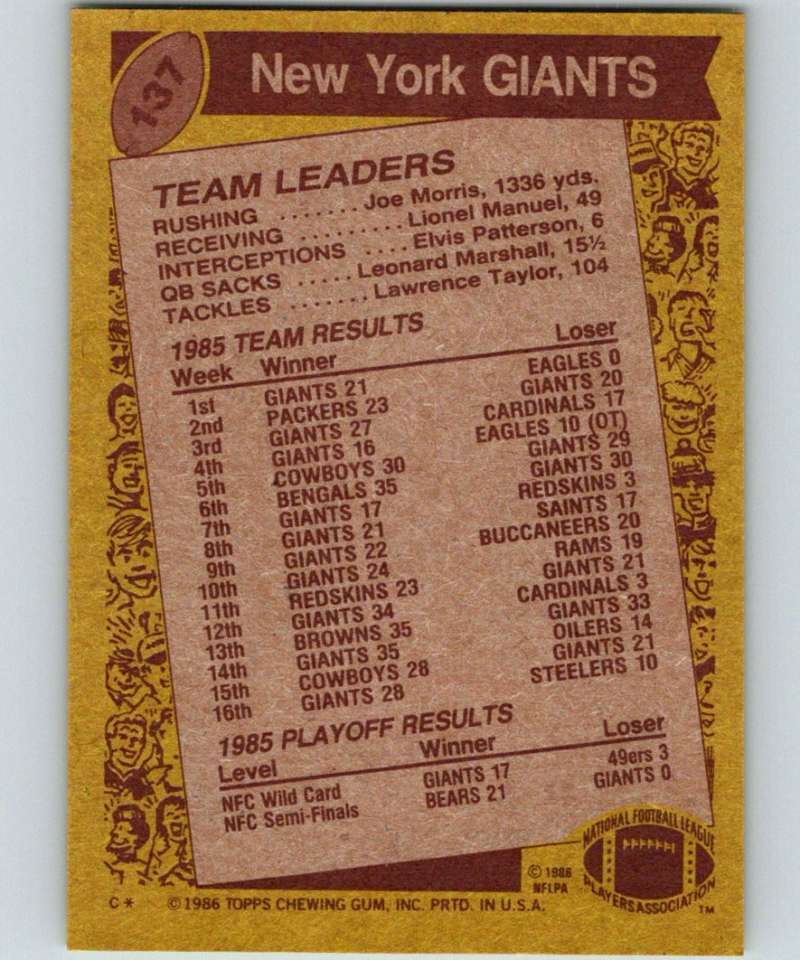 137
New York GIANTS
TEAM LEADERS
RUSHING ....... Joe Morris, 1336 yds.
RECEIVING ......... Lionel Manuel, 49
INTERCEPTIONS .... Elvis Patterson, 6
QB SACKS ..... Leonard Marshall, 15½
TACKLES ....... Lawrence Taylor, 104
1985 TEAM RESULTS
Week Winner Loser
1st GIANTS 21 EAGLES 0
2nd PACKERS 23 GIANTS 20
3rd GIANTS 27 CARDINALS 17
4th GIANTS 16 EAGLES 10 (OT)
5th COWBOYS 30 GIANTS 29
6th BENGALS 35 GIANTS 30
7th GIANTS 17 REDSKINS 3
8th GIANTS 21 SAINTS 17
9th GIANTS 22 BUCCANEERS 20
10th GIANTS 24 RAMS 19
11th REDSKINS 23 GIANTS 21
12th GIANTS 34 CARDINALS 3
13th BROWNS 35 GIANTS 33
14th GIANTS 35 OILERS 14
15th COWBOYS 28 GIANTS 21
16th GIANTS 28 STEELERS 10
1985 PLAYOFF RESULTS
Level Winner Loser
NFC Wild Card GIANTS 17 49ers 3
NFC Semi-Finals BEARS 21 GIANTS 0
NATIONAL FOOTBALL LEAGUE
PLAYERS ASSOCIATION
TM
© 1986
NFLPA
C* © 1986 TOPPS CHEWING GUM, INC. PRTD. IN U.S.A.